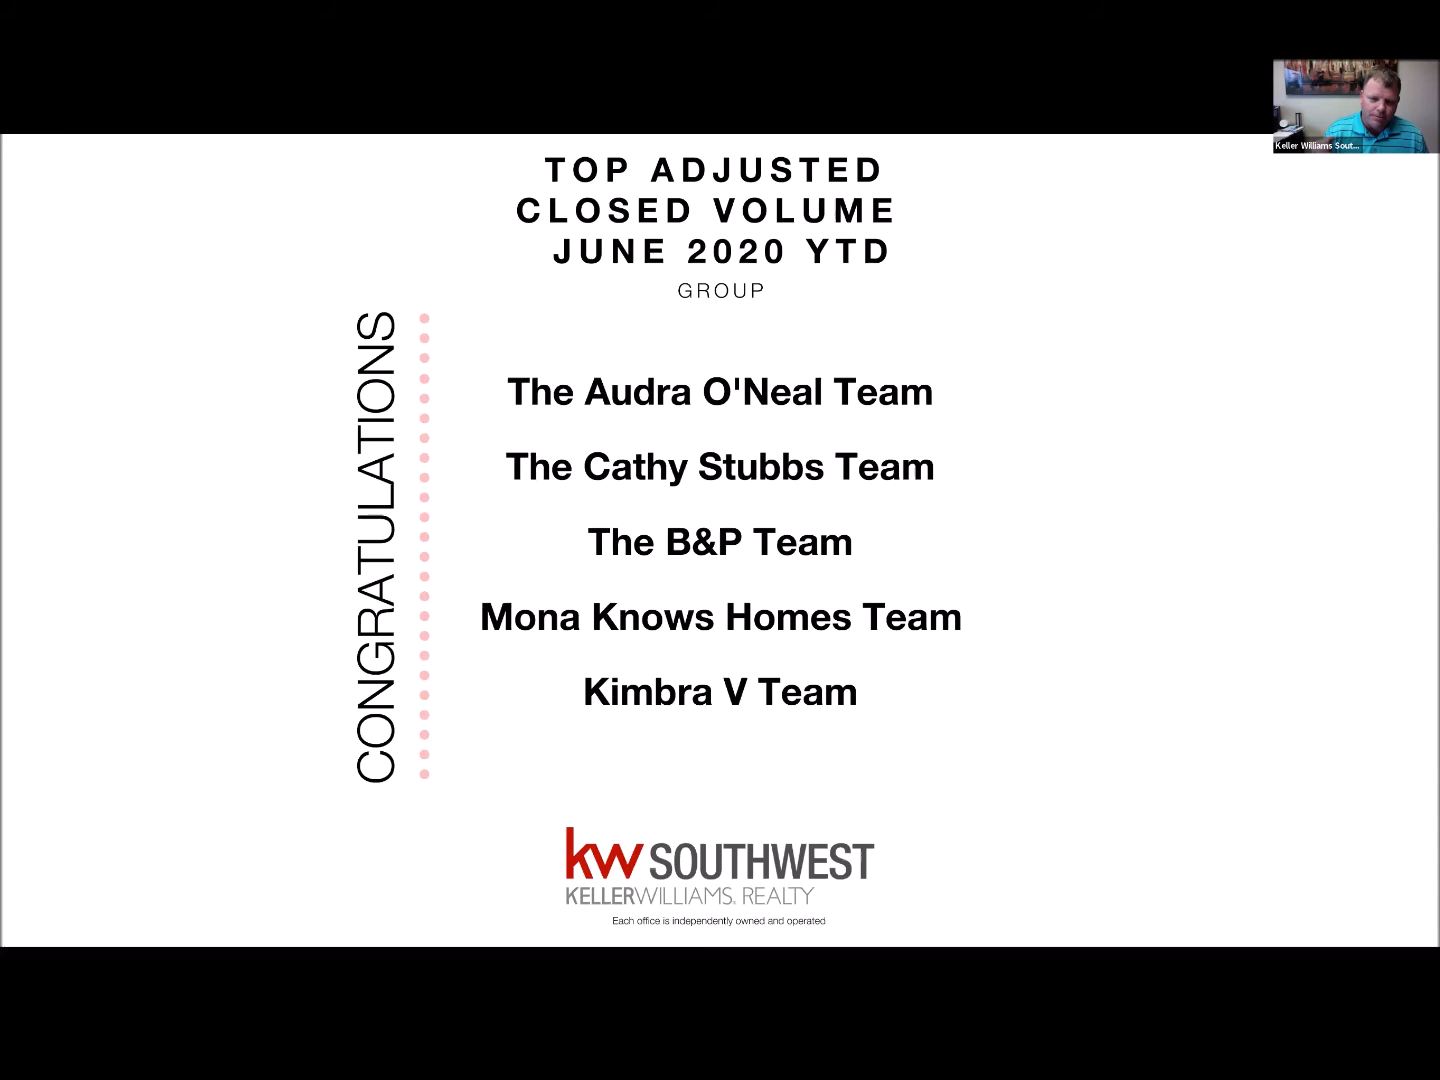 TOP ADJUSTED
CLOSED VOLUME
JUNE 2020 YTD
GROUP
CONGRATULATIONS
The Audra O'Neal Team
The Cathy Stubbs Team
The B&P Team
Mona Knows Homes Team
Kimbra V Team
kw SOUTHWEST
KELLERWILLIAMS. REALTY
Each office is independently owned and operated
Keller Williams Sout...